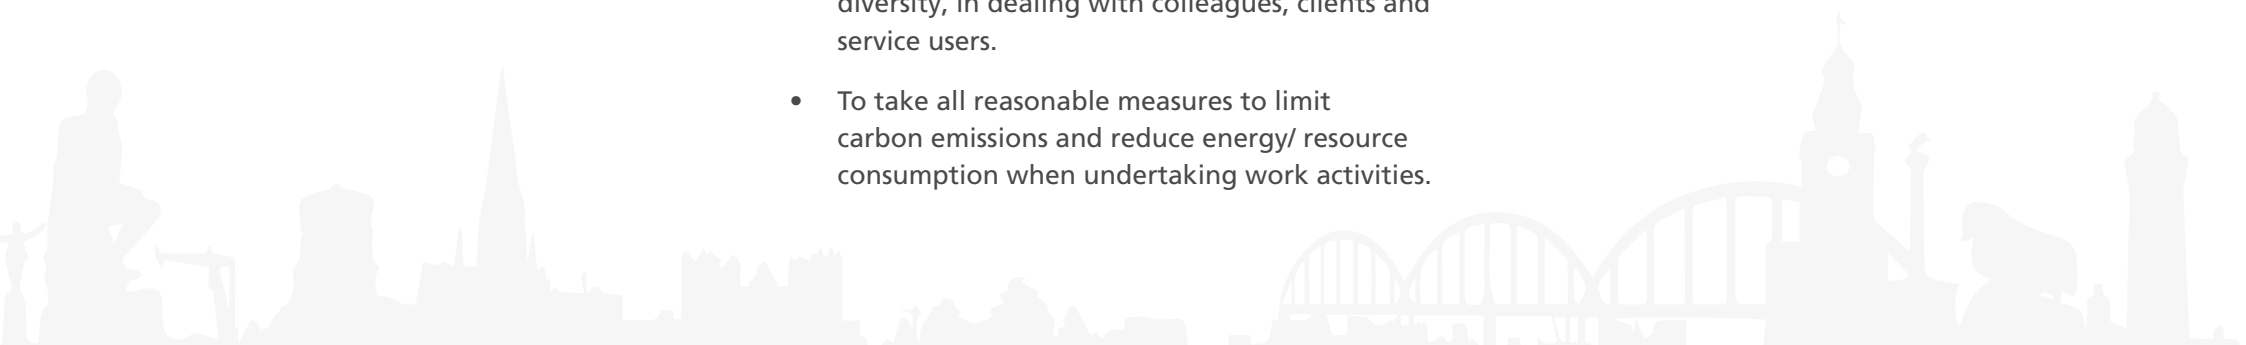 diversity, in dealing with colleagues, clients and
service users.
• To take all reasonable measures to limit
carbon emissions and reduce energy/ resource
consumption when undertaking work activities.